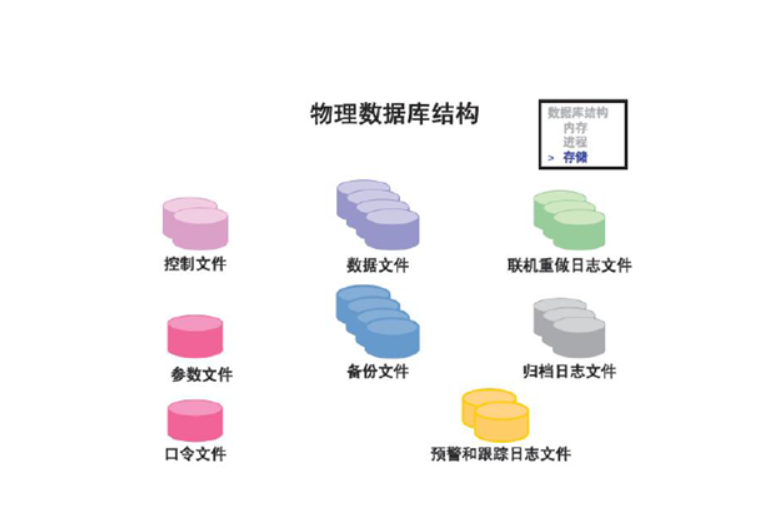 物理数据库结构
数据库结构
内存
进程
> 存储
控制文件
数据文件
联机重做日志文件
参数文件
备份文件
归档日志文件
口令文件
预警和跟踪日志文件